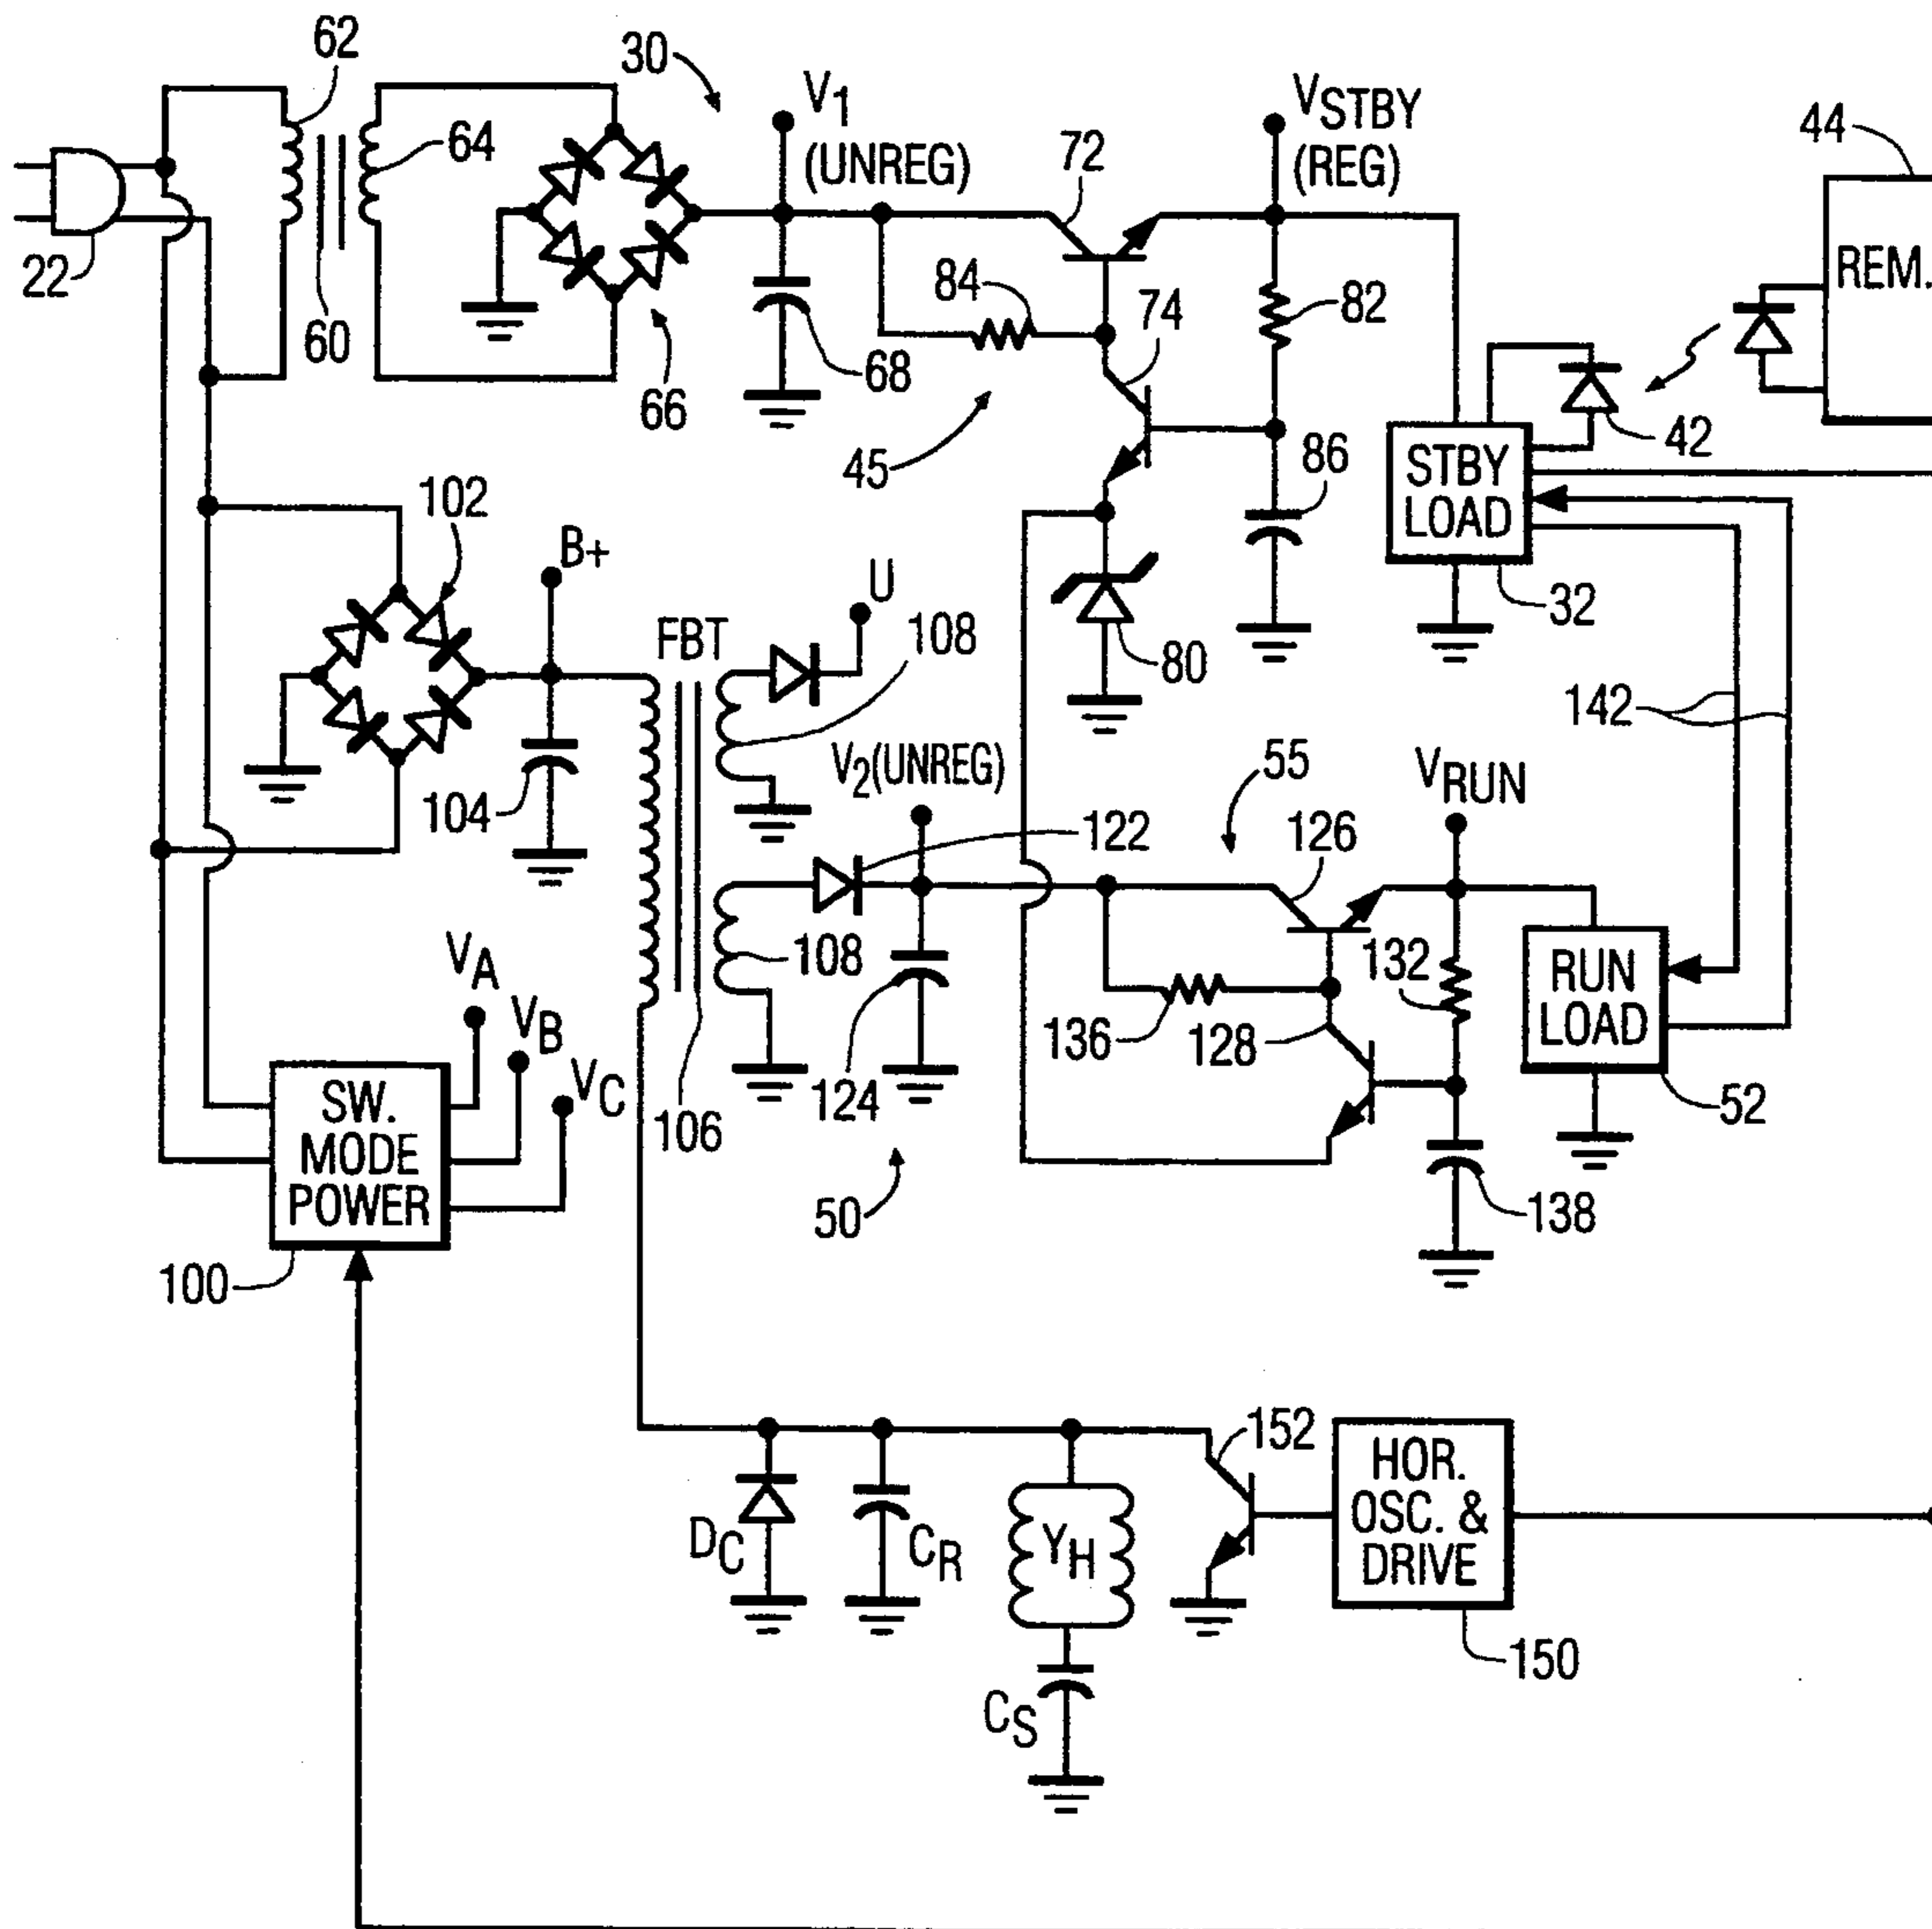 62
30
V1
(UNREG)
VSTBY
(REG)
44
72
64
REM.
22
60
84
74
82
68
66
42
45
86
STBY
LOAD
102
B+
U
32
FBT
108
80
142
V2(UNREG)
55
VRUN
104
122
126
VA
108
132
RUN
LOAD
VB
136
128
VC
124
52
SW.
MODE
POWER
106
50
138
100
152
HOR.
OSC. &
DRIVE
DC
CR
YH
150
CS